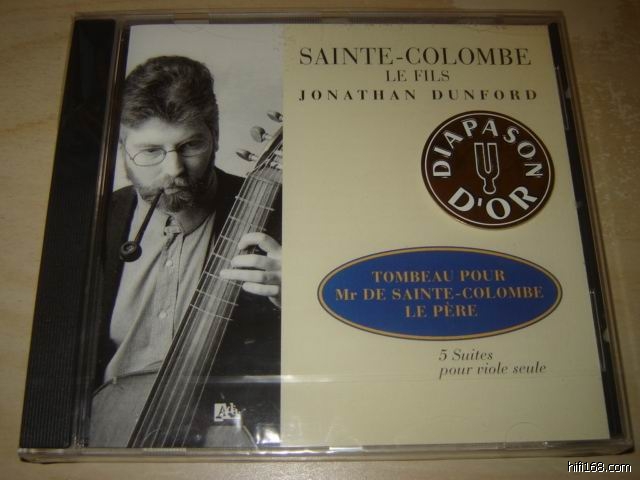 SAINTE-COLOMBE
LE FILS
JONATHAN DUNFORD
DIAPASON
D'OR
TOMBEAU POUR
Mr DE SAINTE-COLOMBE
LE PÈRE
5 Suites
pour viole seule
hifi168.com